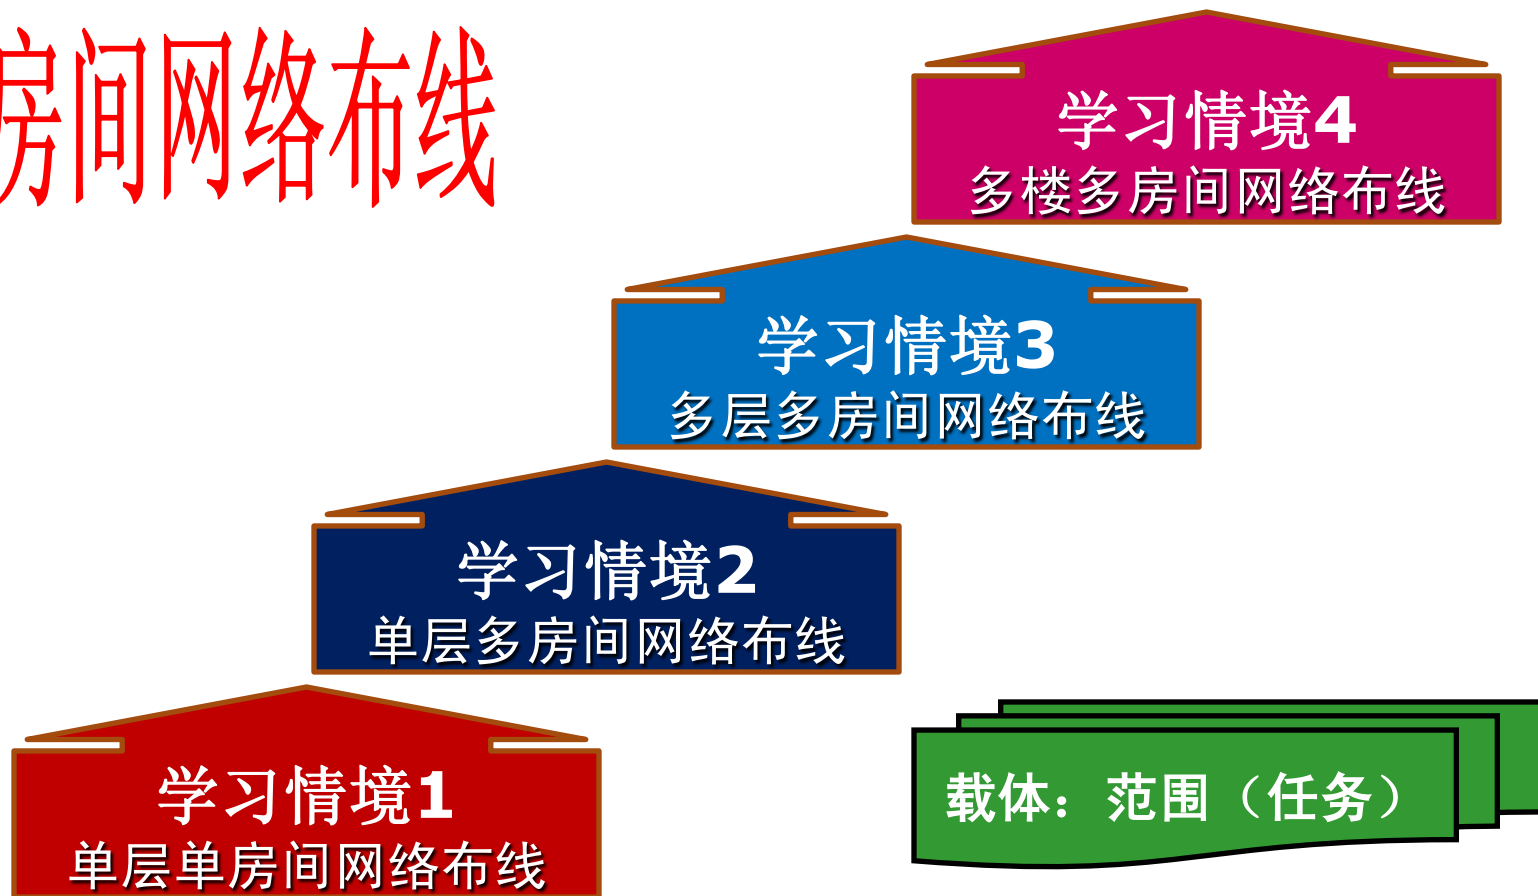 房间网络布线
学习情境4
多楼多房间网络布线
学习情境3
多层多房间网络布线
学习情境2
单层多房间网络布线
学习情境1
单层单房间网络布线
载体：范围（任务）